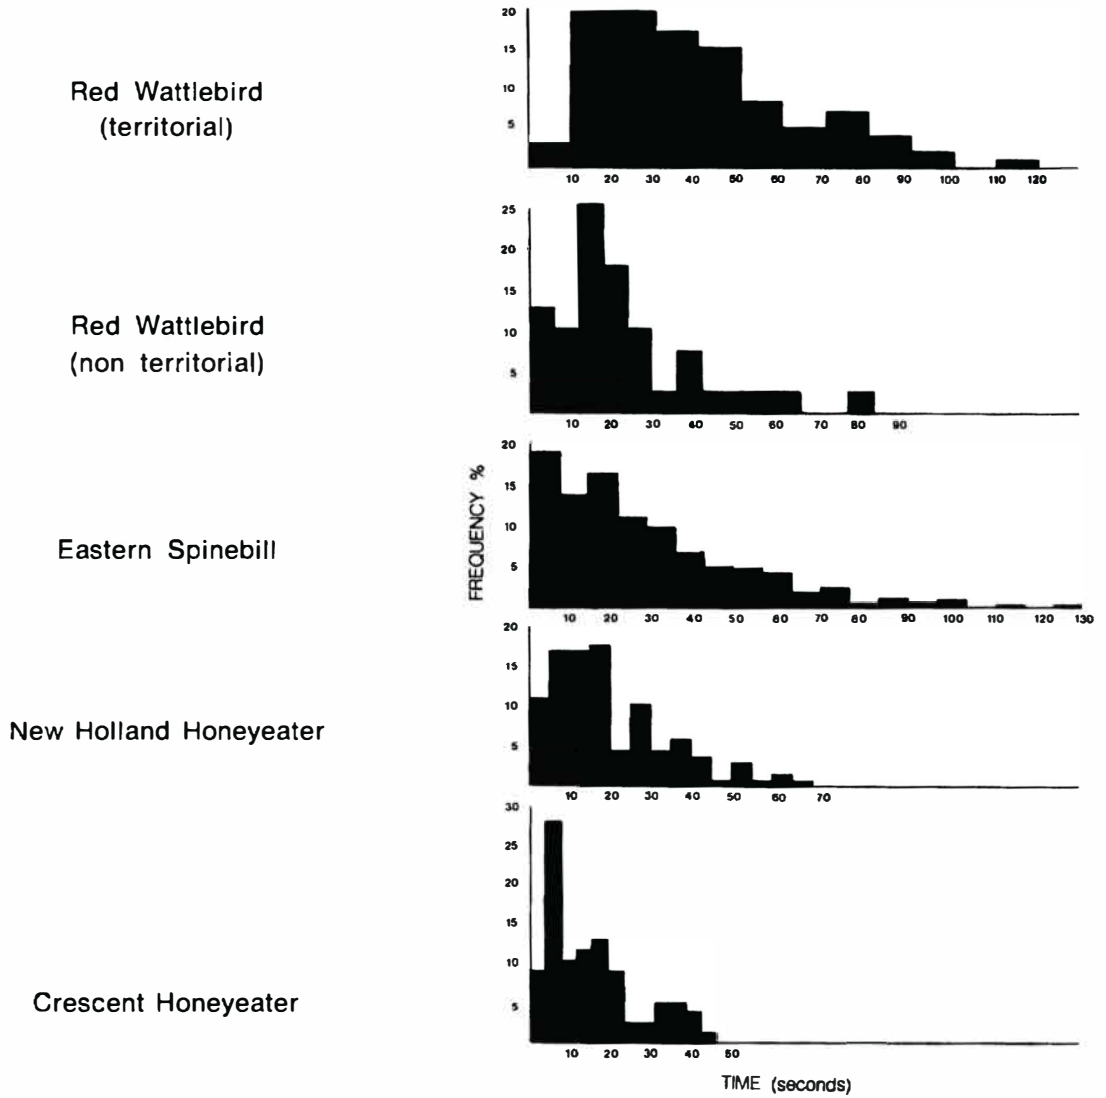 Red Wattlebird
(territorial)
20
15
10
5
10 20 30 40 50 60 70 80 90 100 110 120
Red Wattlebird
(non territorial)
25
20
15
10
5
10 20 30 40 50 60 70 80 90
Eastern Spinebill
FREQUENCY %
20
15
10
5
10 20 30 40 50 60 70 80 90 100 110 120 130
New Holland Honeyeater
20
15
10
5
10 20 30 40 50 60 70
Crescent Honeyeater
30
25
20
15
10
5
10 20 30 40 50
TIME (seconds)